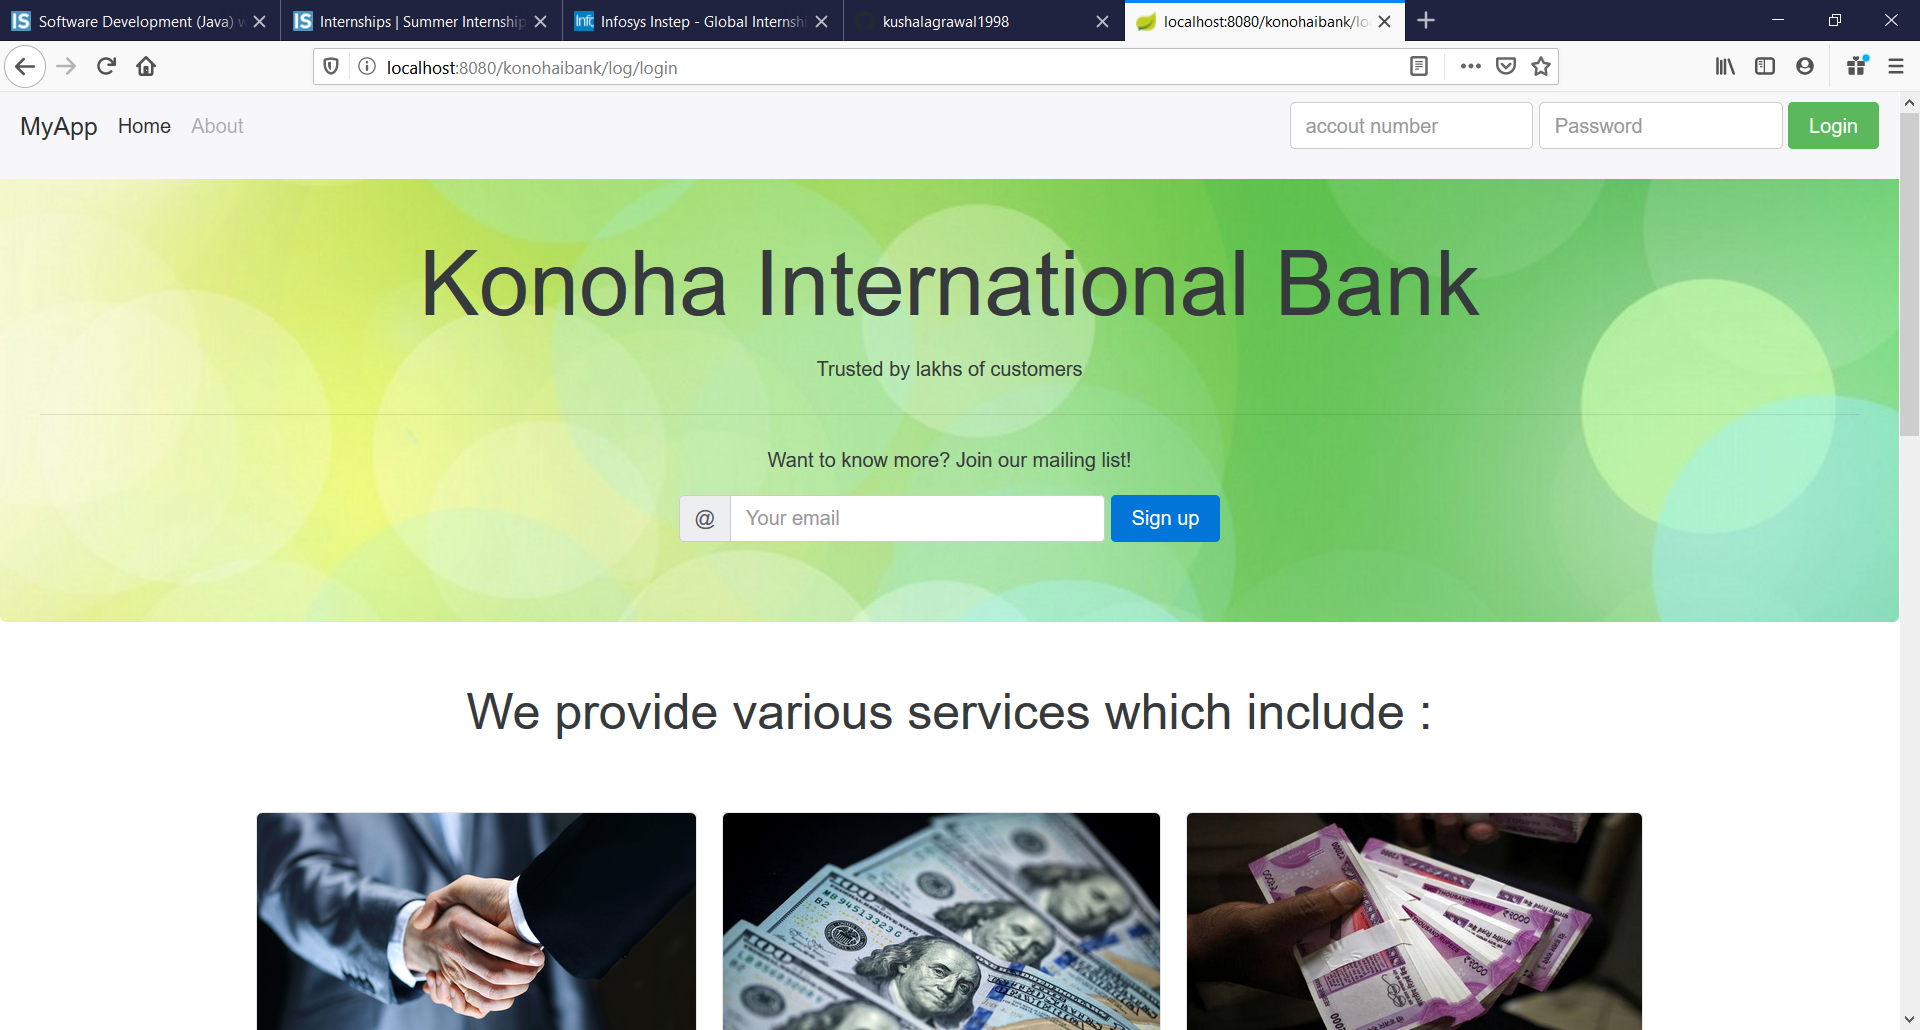 Software Development (Java) w
Internships | Summer Internship
Infosys Instep - Global Internshi
kushalagrawal1998
localhost:8080/konohaibank/lo
localhost:8080/konohaibank/log/login
MyApp Home About
accout number Password Login
Konoha International Bank
Trusted by lakhs of customers
Want to know more? Join our mailing list!
@ Your email Sign up
We provide various services which include :